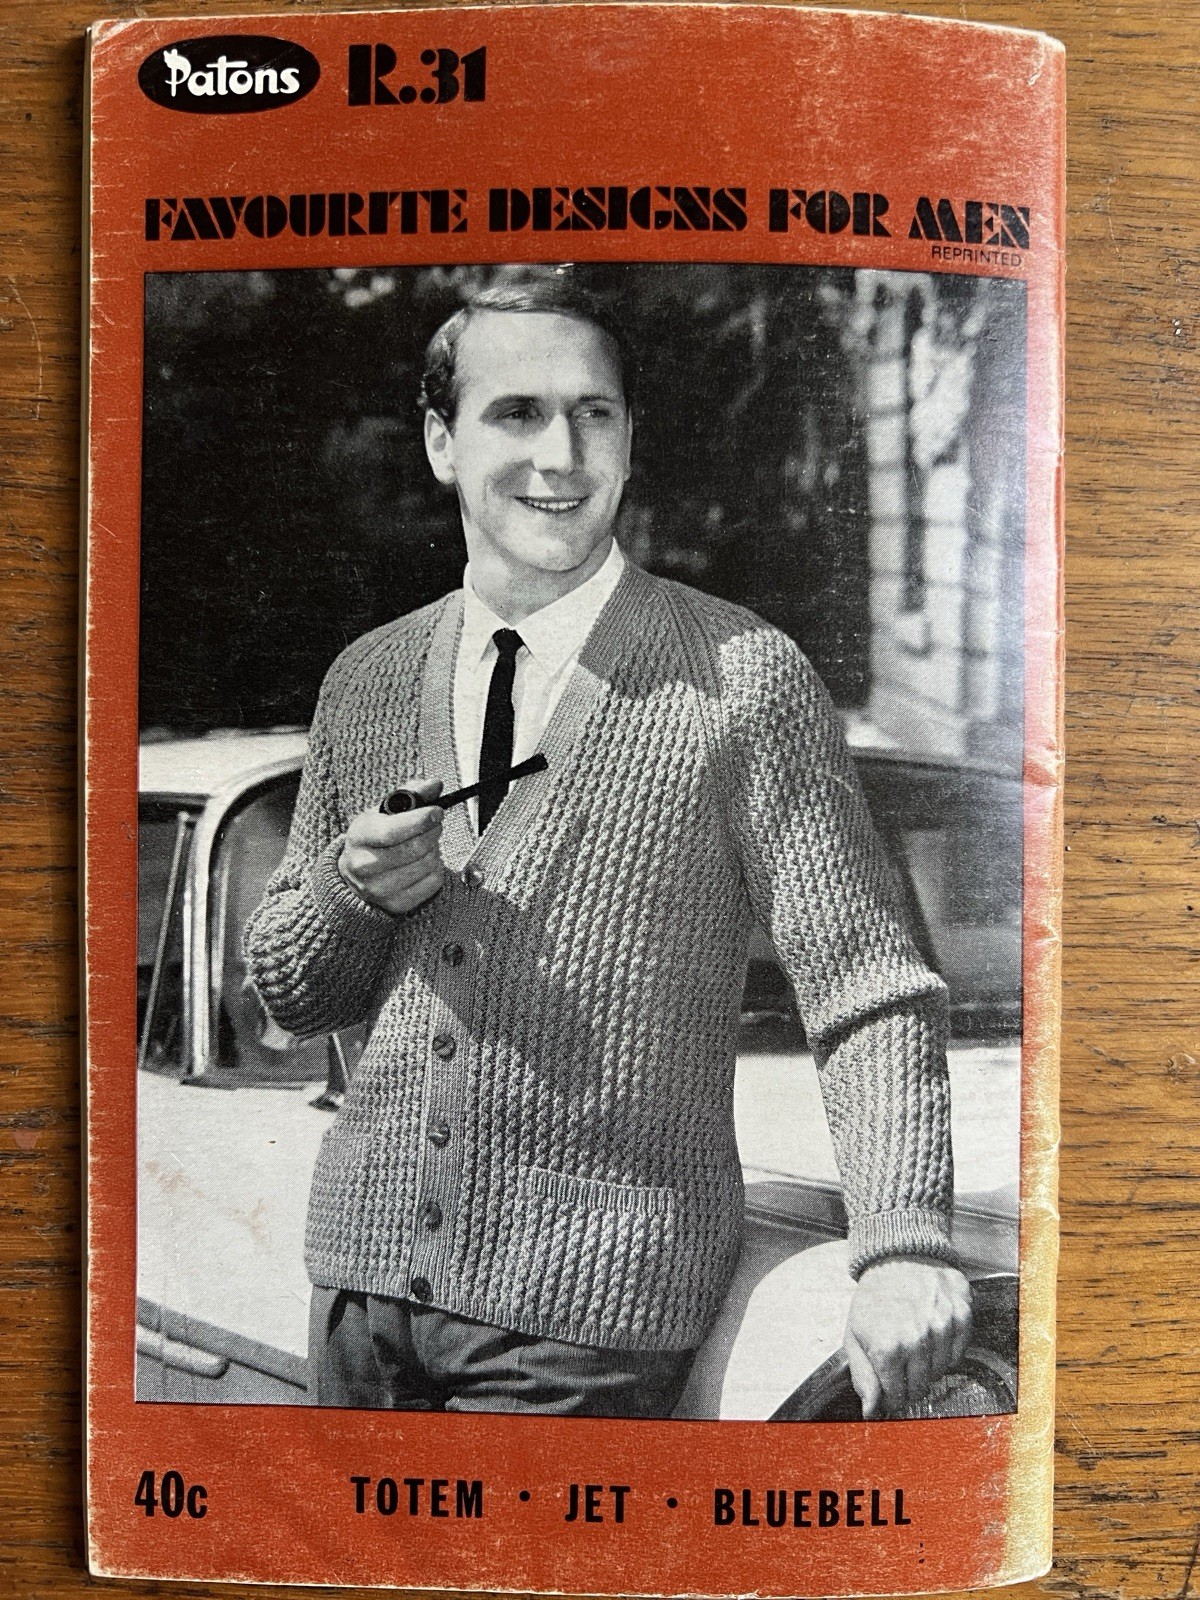 Patons R.31
FAVOURITE DESIGNS FOR MEN
REPRINTED
40c TOTEM · JET · BLUEBELL